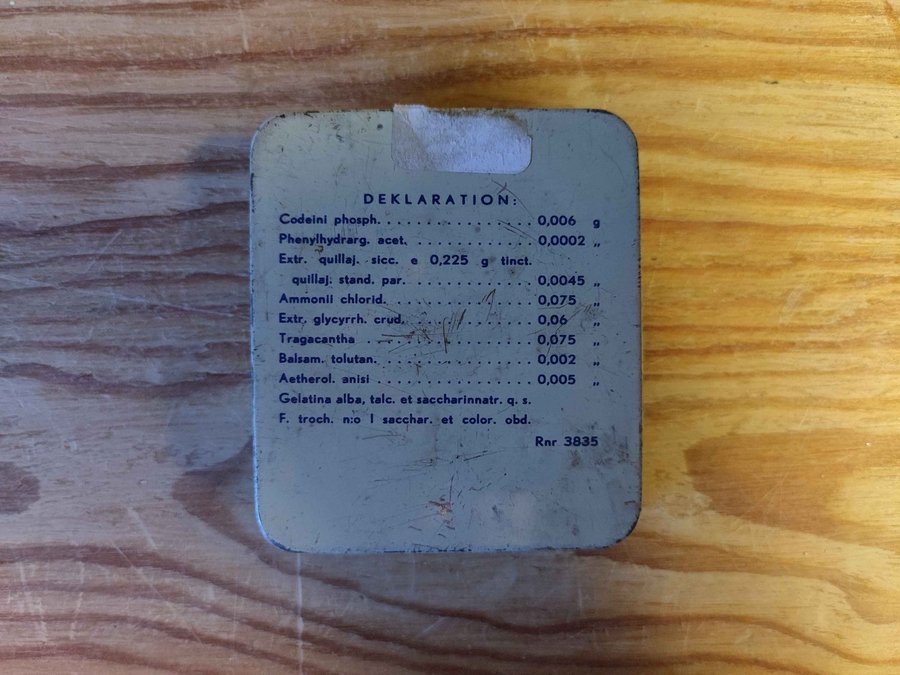 DEKLARATION:
Codeini phosph. . . . . . . . . . . . . . . . 0,006 g
Phenylhydrarg. acet. . . . . . . . . . . . . 0,0002 „
Extr. quillaj. sicc. e 0,225 g tinct.
quillaj. stand. par. . . . . . . . . . . . . . 0,0045 „
Ammonii chlorid. . . . . . . . . . . . . . . 0,075 „
Extr. glycyrrh. crud. . . . . . . . . . . . . 0,06 „
Tragacantha . . . . . . . . . . . . . . . . . 0,075 „
Balsam. tolutan. . . . . . . . . . . . . . . . 0,002 „
Aetherol. anisi . . . . . . . . . . . . . . . . 0,005 „
Gelatina alba, talc. et saccharinnatr. q. s.
F. troch. n:o I sacchar. et color. obd.
Rnr 3835